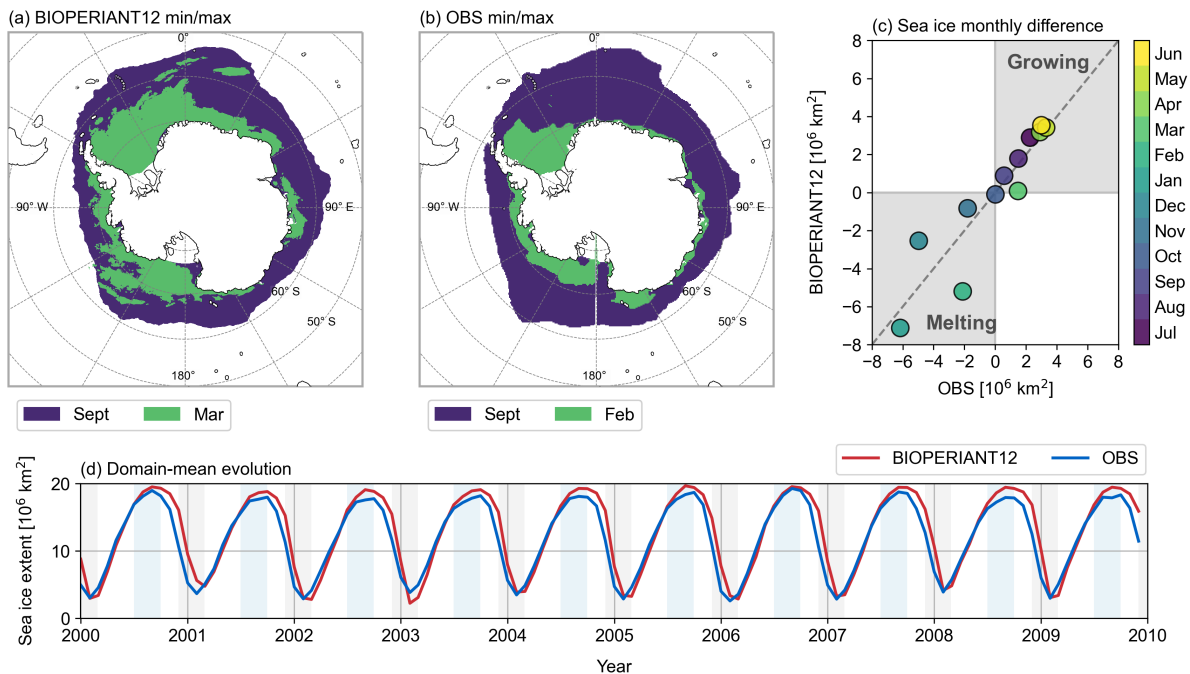 (a) BIOPERIANT12 min/max
0°
90° W
90° E
60° S
50° S
180°
Sept
Mar
(b) OBS min/max
0°
90° W
90° E
60° S
50° S
180°
Sept
Feb
(c) Sea ice monthly difference
BIOPERIANT12 [10⁶ km²]
8
6
4
2
0
−2
−4
−6
−8
Growing
Melting
−8
−6
−4
−2
0
2
4
6
8
OBS [10⁶ km²]
Jun
May
Apr
Mar
Feb
Jan
Dec
Nov
Oct
Sep
Aug
Jul
(d) Domain-mean evolution
BIOPERIANT12
OBS
Sea ice extent [10⁶ km²]
20
10
0
2000
2001
2002
2003
2004
2005
2006
2007
2008
2009
2010
Year